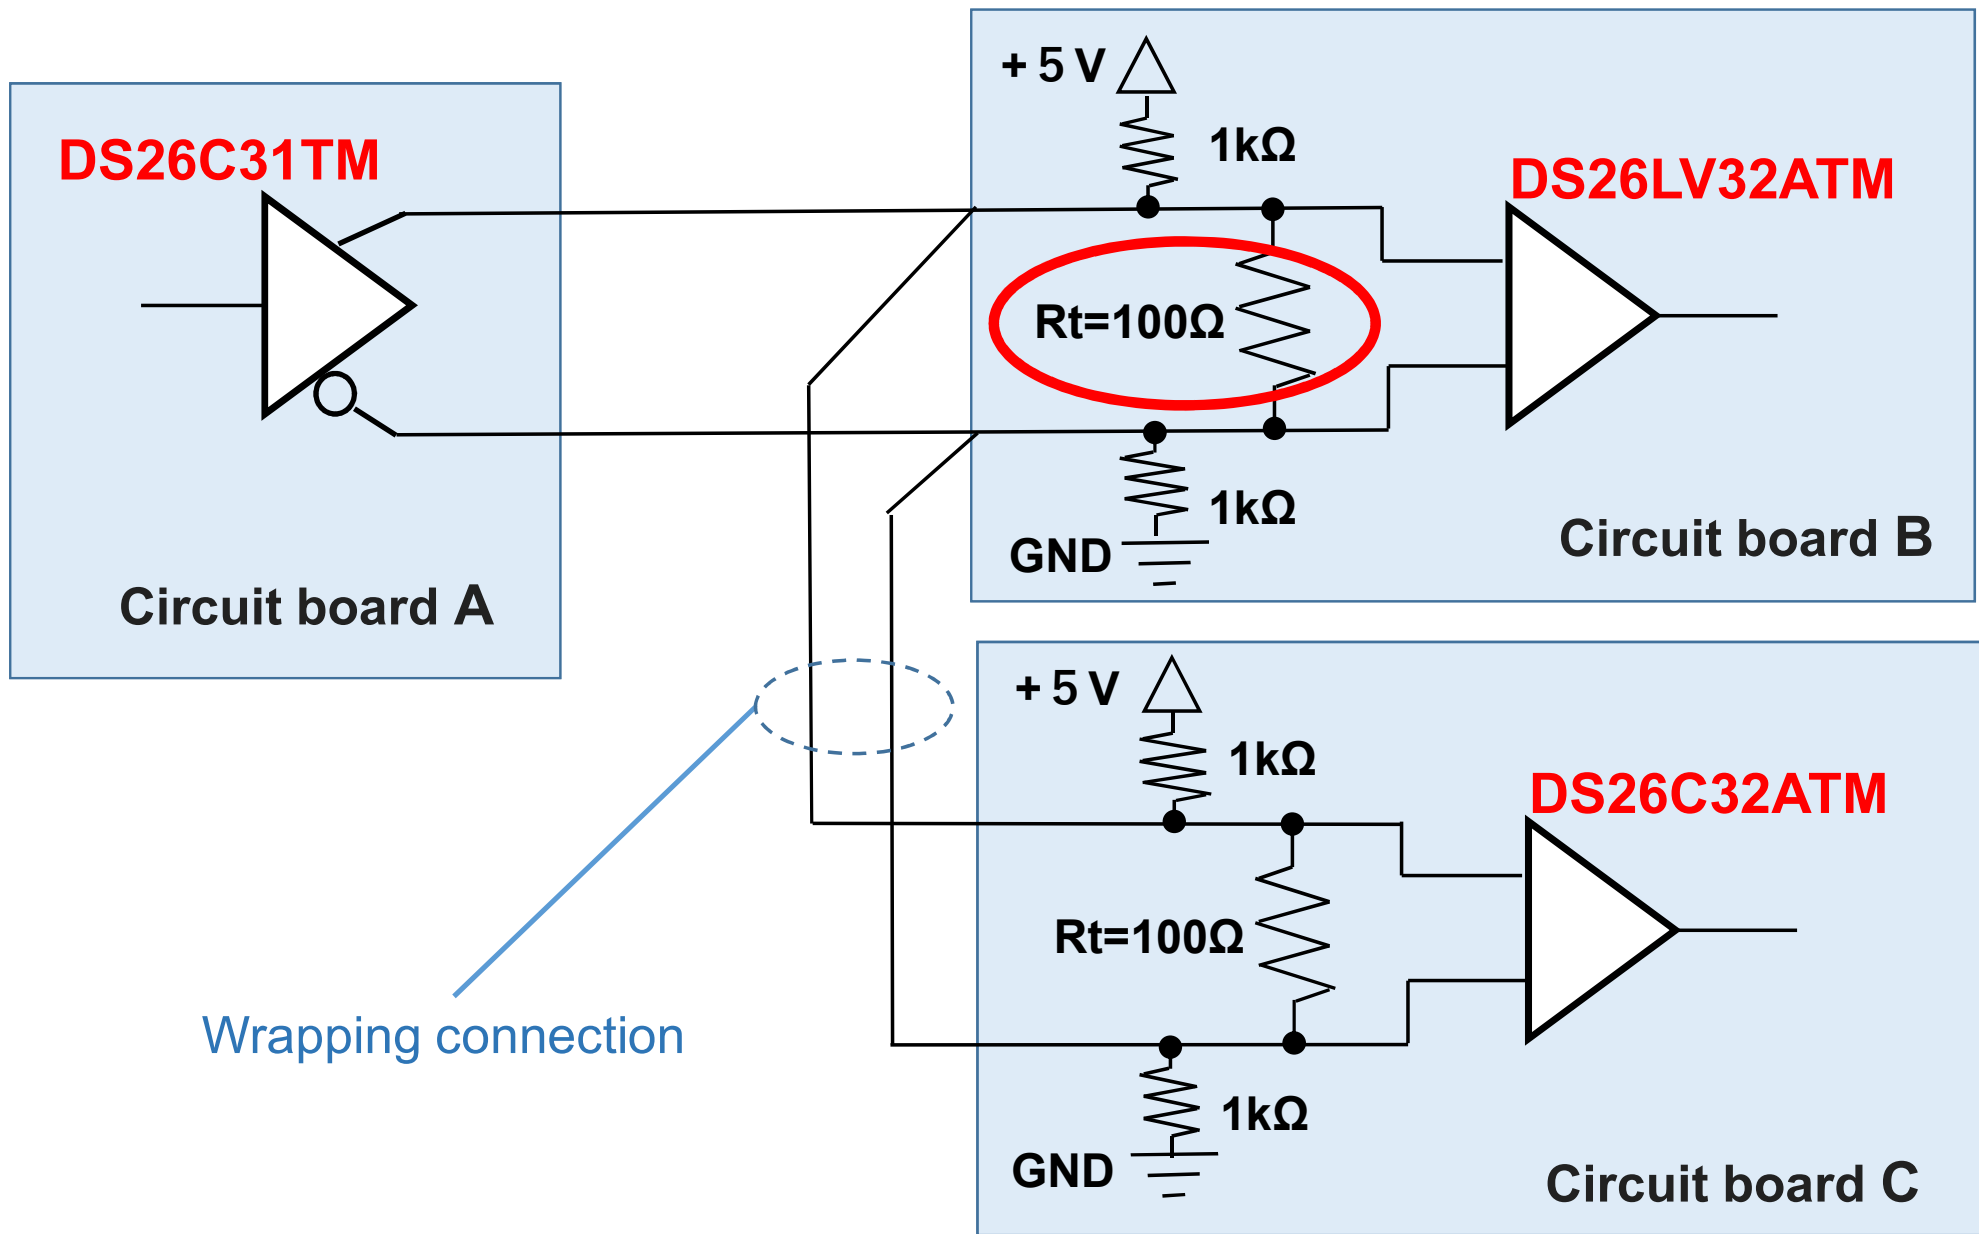 DS26C31TM
Circuit board A
+ 5 V
1kΩ
DS26LV32ATM
Rt=100Ω
1kΩ
GND
Circuit board B
+ 5 V
1kΩ
DS26C32ATM
Rt=100Ω
1kΩ
GND
Circuit board C
Wrapping connection